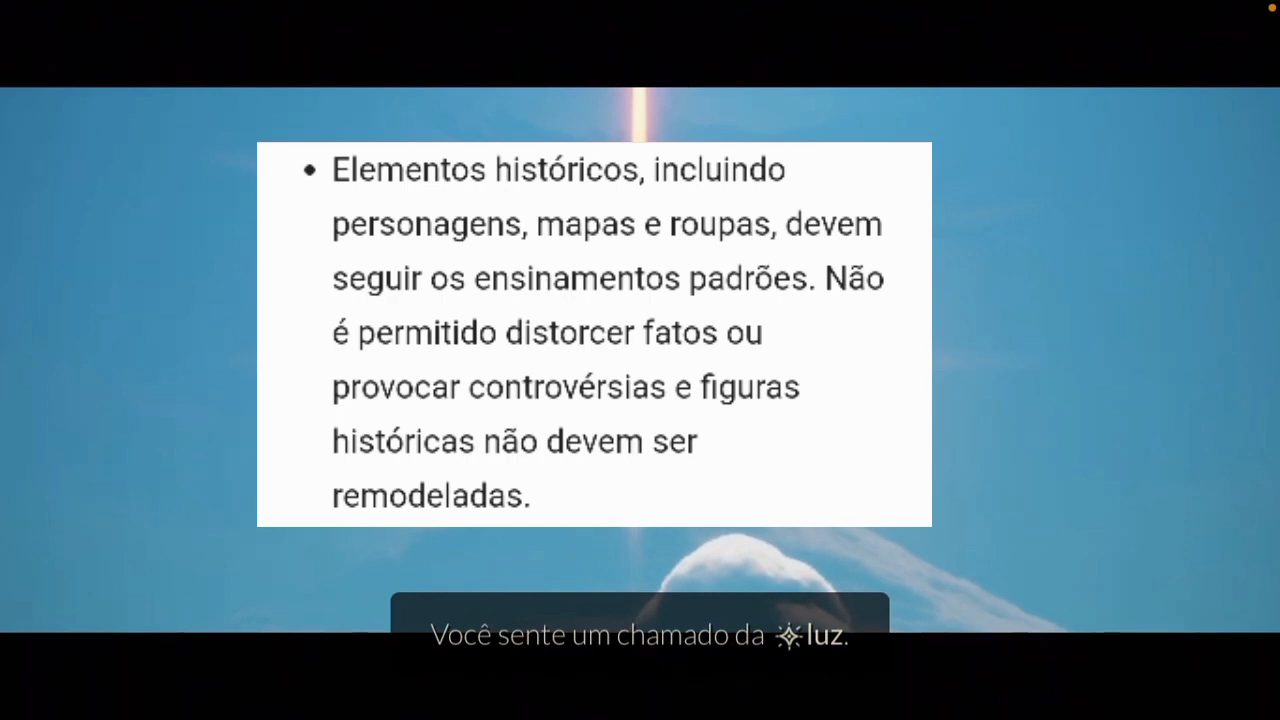 • Elementos históricos, incluindo
personagens, mapas e roupas, devem
seguir os ensinamentos padrões. Não
é permitido distorcer fatos ou
provocar controvérsias e figuras
históricas não devem ser
remodeladas.
Você sente um chamado da luz.